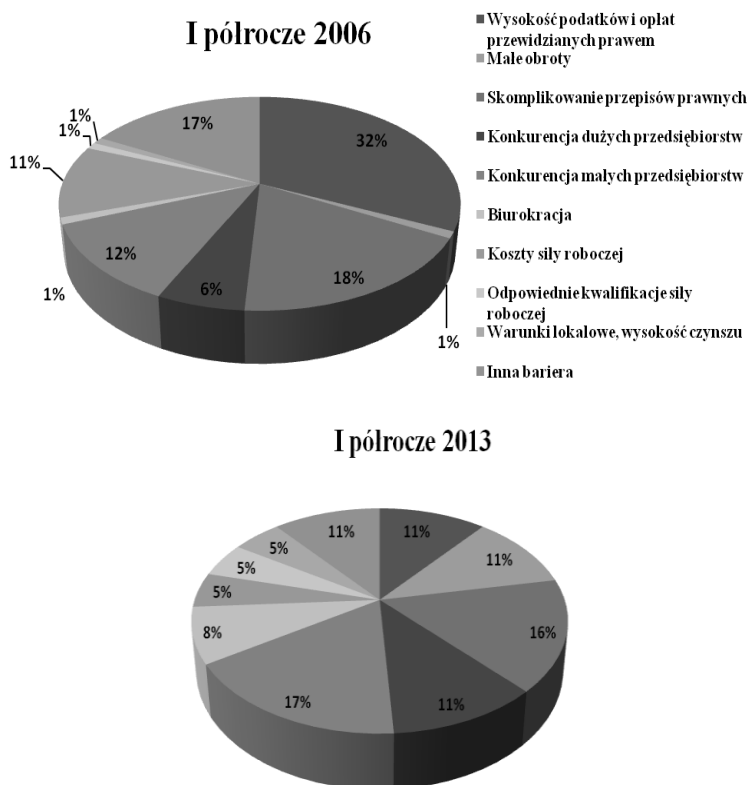 I półrocze 2006
Wysokość podatków i opłat
przewidzianych prawem
Małe obroty
Skomplikowanie przepisów prawnych
Konkurencja dużych przedsiębiorstw
Konkurencja małych przedsiębiorstw
Biurokracja
Koszty siły roboczej
Odpowiednie kwalifikacje siły
roboczej
Warunki lokalowe, wysokość czynszu
Inna bariera
32%
1%
18%
6%
12%
1%
11%
1%
1%
17%
I półrocze 2013
11%
11%
16%
11%
17%
8%
5%
5%
5%
11%